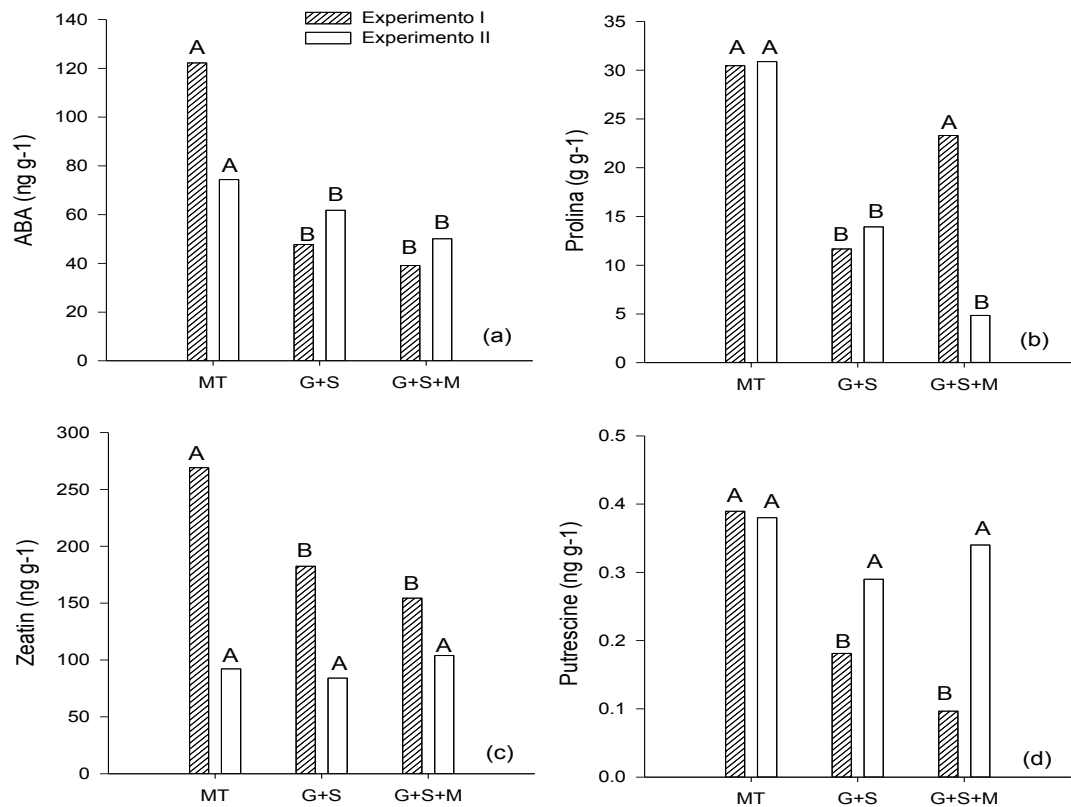 Experimento I
Experimento II
ABA (ng g-1)
140
120
100
80
60
40
20
0
A
A
B
B
B
B
(a)
MT
G+S
G+S+M
Prolina (g g-1)
35
30
25
20
15
10
5
0
A
A
B
B
A
B
(b)
MT
G+S
G+S+M
Zeatin (ng g-1)
300
250
200
150
100
50
0
A
A
B
A
B
A
(c)
MT
G+S
G+S+M
Putrescine (ng g-1)
0.5
0.4
0.3
0.2
0.1
0.0
A
A
B
A
B
A
(d)
MT
G+S
G+S+M